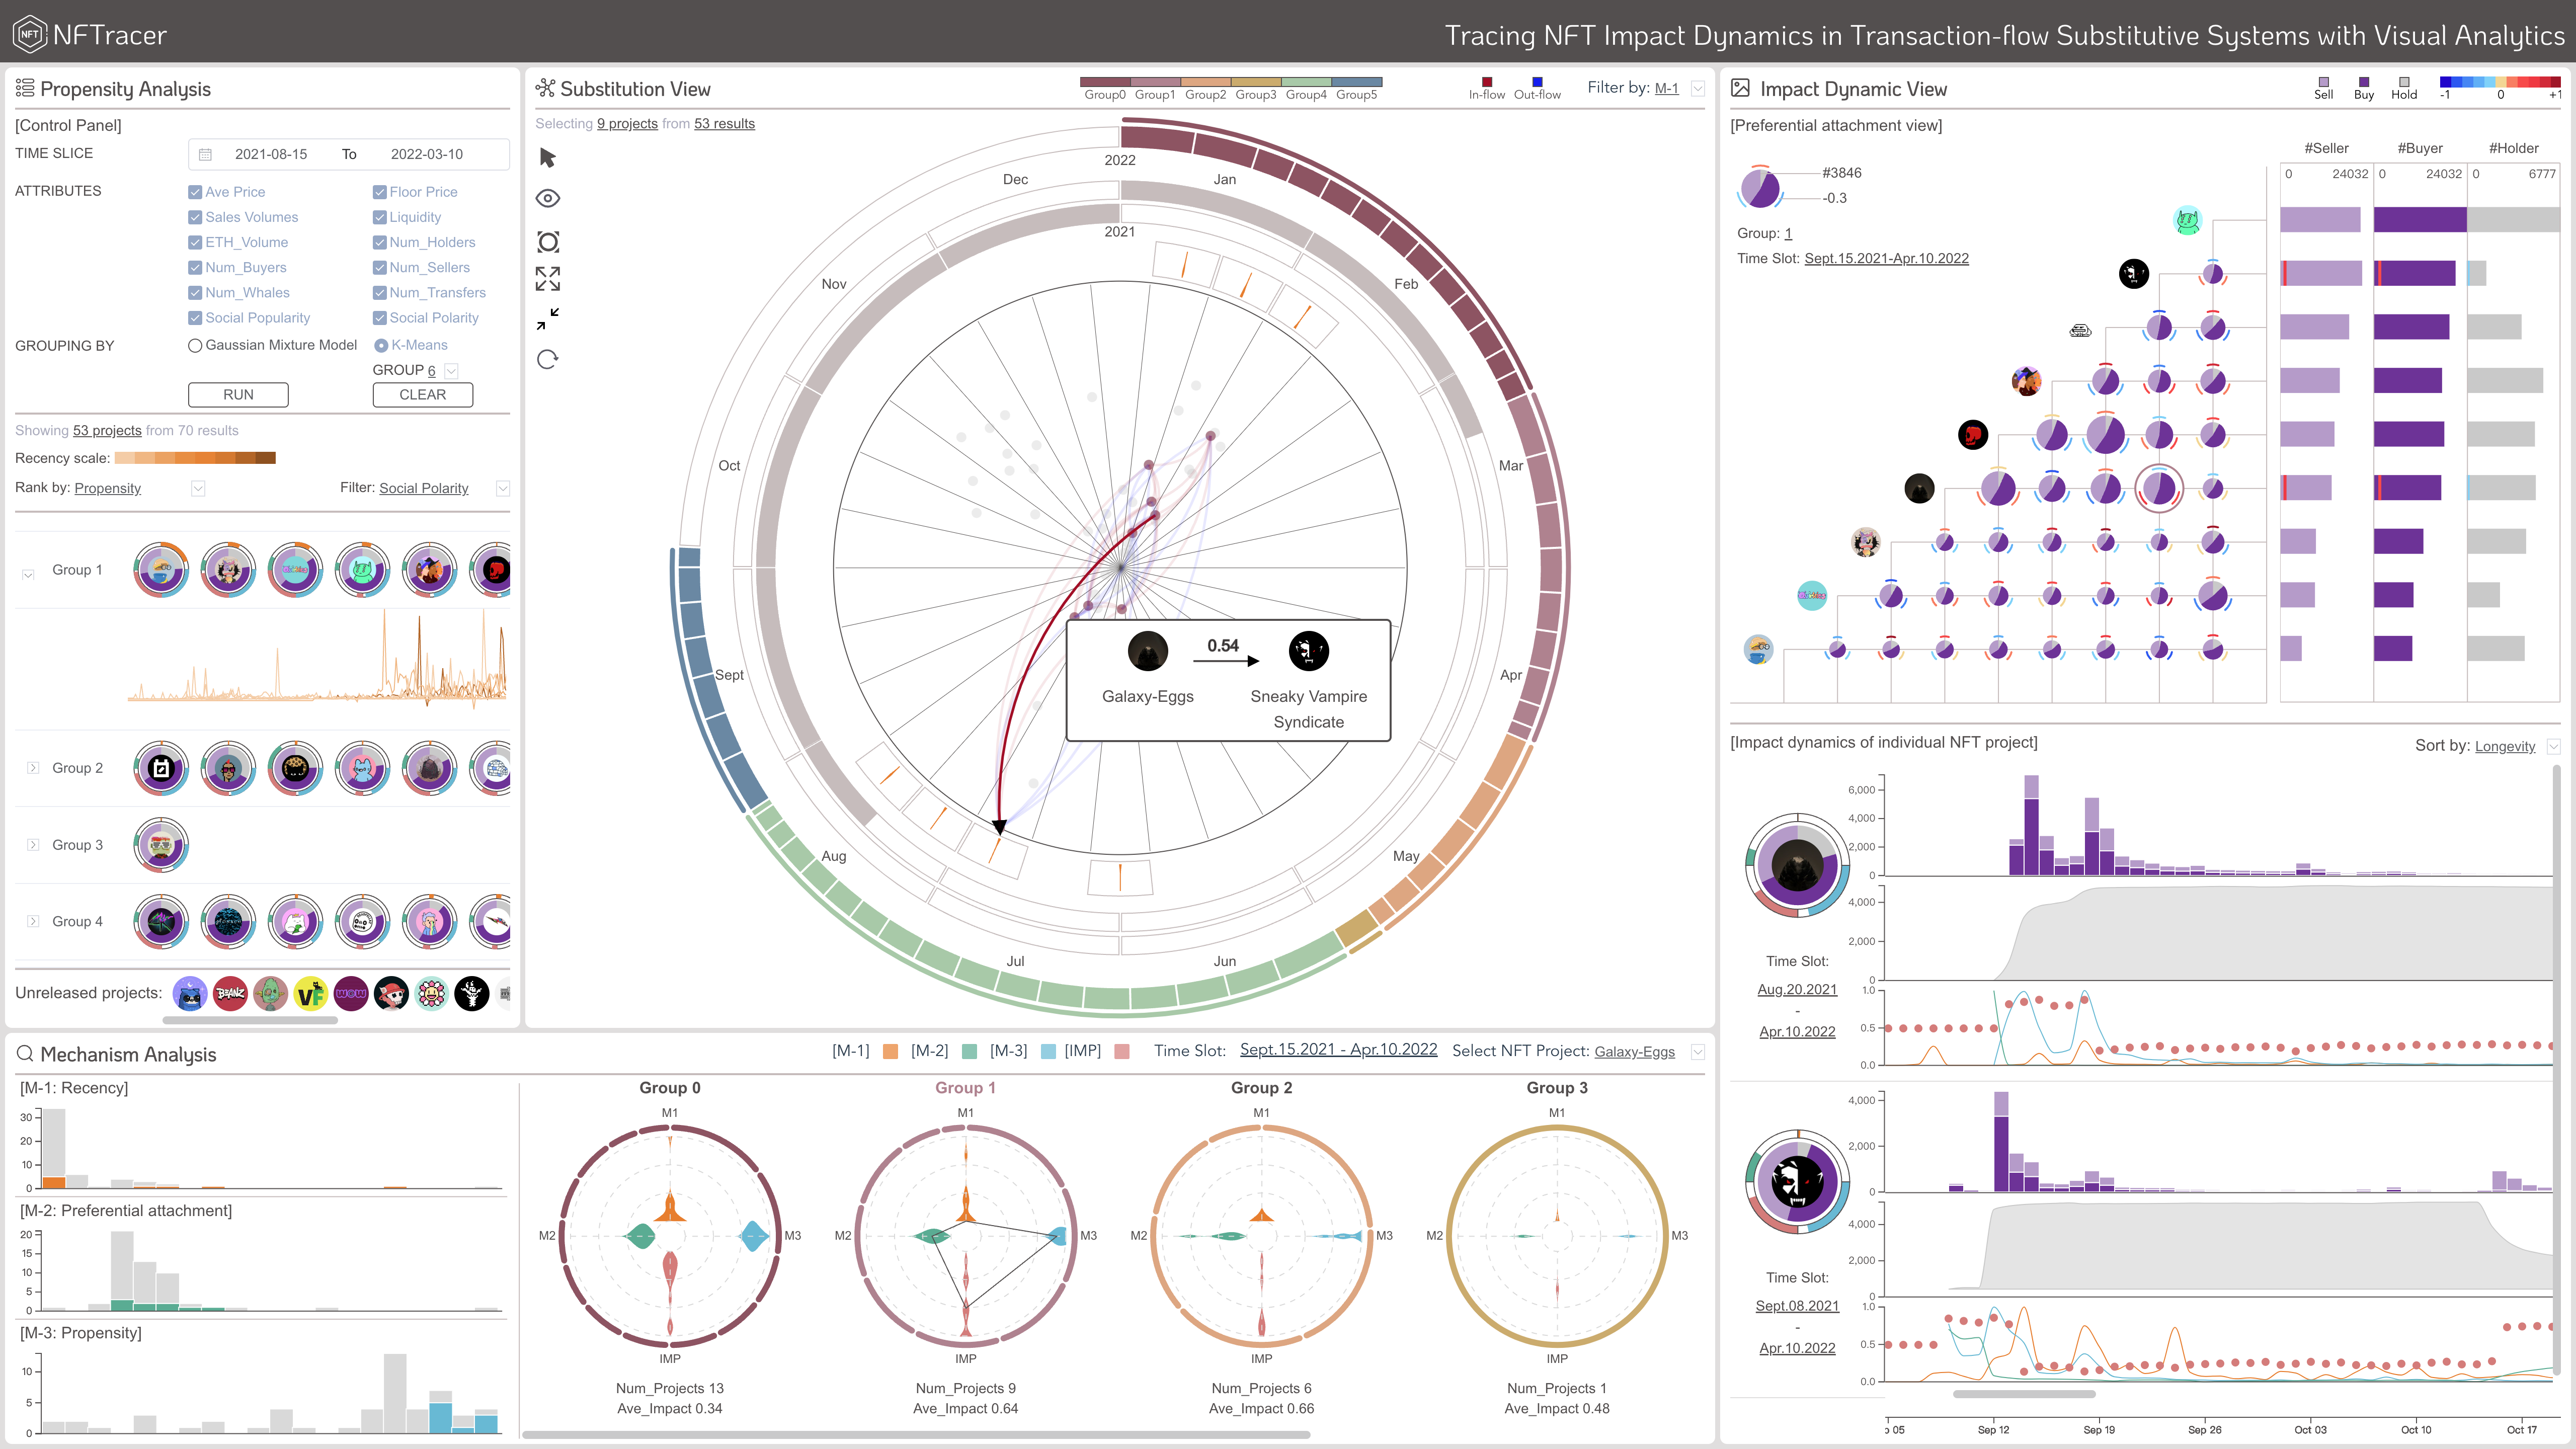 NFT NFTracer
Tracing NFT Impact Dynamics in Transaction-flow Substitutive Systems with Visual Analytics
Propensity Analysis
[Control Panel]
TIME SLICE 2021-08-15 To 2022-03-10
ATTRIBUTES Ave Price Floor Price
Sales Volumes Liquidity
ETH_Volume Num_Holders
Num_Buyers Num_Sellers
Num_Whales Num_Transfers
Social Popularity Social Polarity
GROUPING BY Gaussian Mixture Model K-Means
GROUP 6
RUN CLEAR
Showing 53 projects from 70 results
Recency scale:
Rank by: Propensity Filter: Social Polarity
Group 1
Group 2
Group 3
Group 4
Unreleased projects: BEANZ VF WOW
Substitution View
Group0 Group1 Group2 Group3 Group4 Group5
In-flow Out-flow
Filter by: M-1
Selecting 9 projects from 53 results
2022
2021
Jan
Feb
Mar
Apr
May
Jun
Jul
Aug
Sept
Oct
Nov
Dec
0.54
Galaxy-Eggs
Sneaky Vampire
Syndicate
Impact Dynamic View
Sell Buy Hold
-1 0 +1
[Preferential attachment view]
#3846
-0.3
Group: 1
Time Slot: Sept.15.2021-Apr.10.2022
#Seller #Buyer #Holder
0 24032 0 24032 0 6777
[Impact dynamics of individual NFT project]
Sort by: Longevity
6,000
4,000
2,000
0
4,000
2,000
0
Time Slot:
Aug.20.2021
-
Apr.10.2022
1.0
0.5
0.0
4,000
2,000
0
4,000
2,000
0
Time Slot:
Sept.08.2021
-
Apr.10.2022
1.0
0.5
0.0
05 Sep 12 Sep 19 Sep 26 Oct 03 Oct 10 Oct 17
Mechanism Analysis
[M-1] [M-2] [M-3] [IMP]
Time Slot: Sept.15.2021 - Apr.10.2022
Select NFT Project: Galaxy-Eggs
[M-1: Recency]
30
20
10
0
[M-2: Preferential attachment]
20
15
10
5
0
[M-3: Propensity]
10
5
0
Group 0
M1
M2 M3
IMP
Num_Projects 13
Ave_Impact 0.34
Group 1
M1
M2 M3
IMP
Num_Projects 9
Ave_Impact 0.64
Group 2
M1
M2 M3
IMP
Num_Projects 6
Ave_Impact 0.66
Group 3
M1
M2 M3
IMP
Num_Projects 1
Ave_Impact 0.48